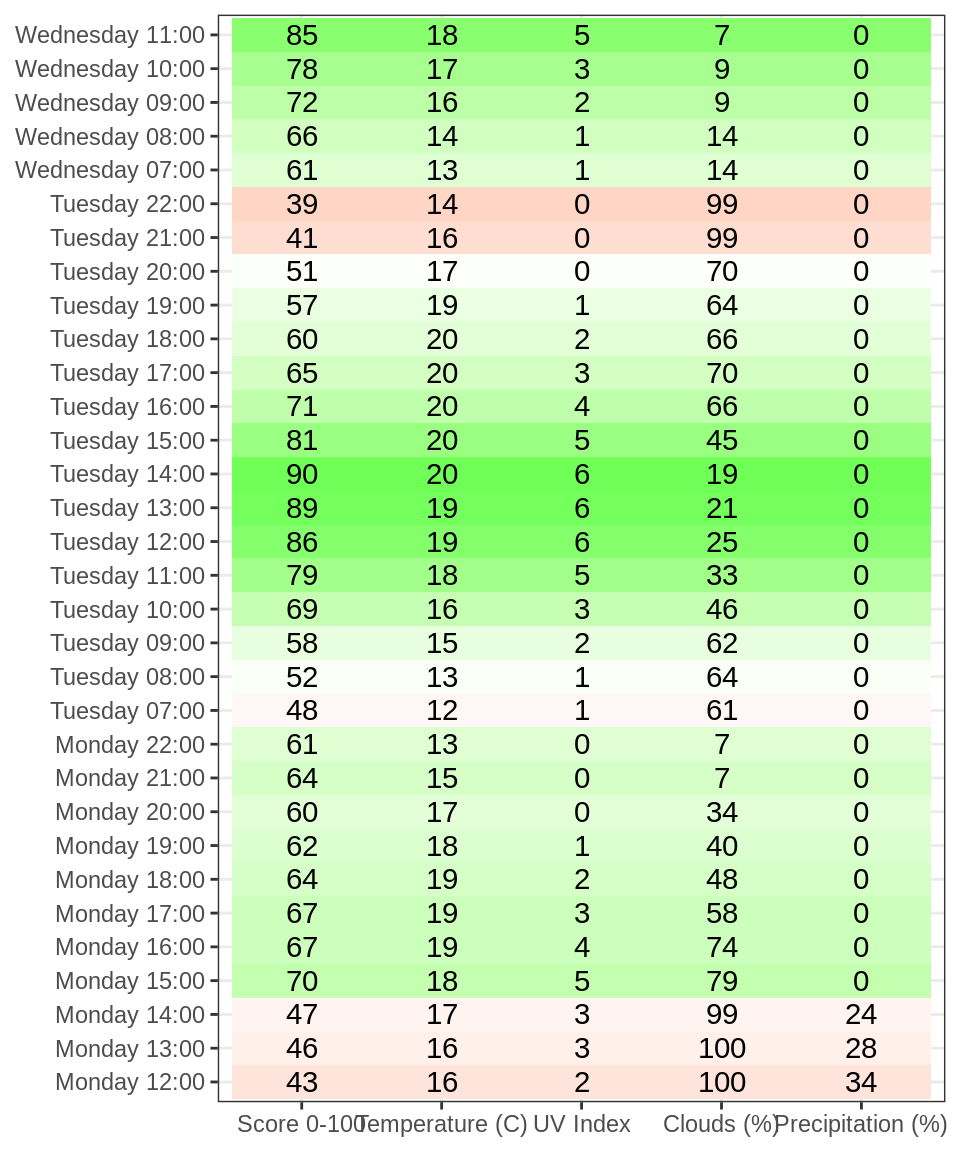 Wednesday 11:00 85 18 5 7 0
Wednesday 10:00 78 17 3 9 0
Wednesday 09:00 72 16 2 9 0
Wednesday 08:00 66 14 1 14 0
Wednesday 07:00 61 13 1 14 0
Tuesday 22:00 39 14 0 99 0
Tuesday 21:00 41 16 0 99 0
Tuesday 20:00 51 17 0 70 0
Tuesday 19:00 57 19 1 64 0
Tuesday 18:00 60 20 2 66 0
Tuesday 17:00 65 20 3 70 0
Tuesday 16:00 71 20 4 66 0
Tuesday 15:00 81 20 5 45 0
Tuesday 14:00 90 20 6 19 0
Tuesday 13:00 89 19 6 21 0
Tuesday 12:00 86 19 6 25 0
Tuesday 11:00 79 18 5 33 0
Tuesday 10:00 69 16 3 46 0
Tuesday 09:00 58 15 2 62 0
Tuesday 08:00 52 13 1 64 0
Tuesday 07:00 48 12 1 61 0
Monday 22:00 61 13 0 7 0
Monday 21:00 64 15 0 7 0
Monday 20:00 60 17 0 34 0
Monday 19:00 62 18 1 40 0
Monday 18:00 64 19 2 48 0
Monday 17:00 67 19 3 58 0
Monday 16:00 67 19 4 74 0
Monday 15:00 70 18 5 79 0
Monday 14:00 47 17 3 99 24
Monday 13:00 46 16 3 100 28
Monday 12:00 43 16 2 100 34
Score 0-100 Temperature (C) UV Index Clouds (%) Precipitation (%)